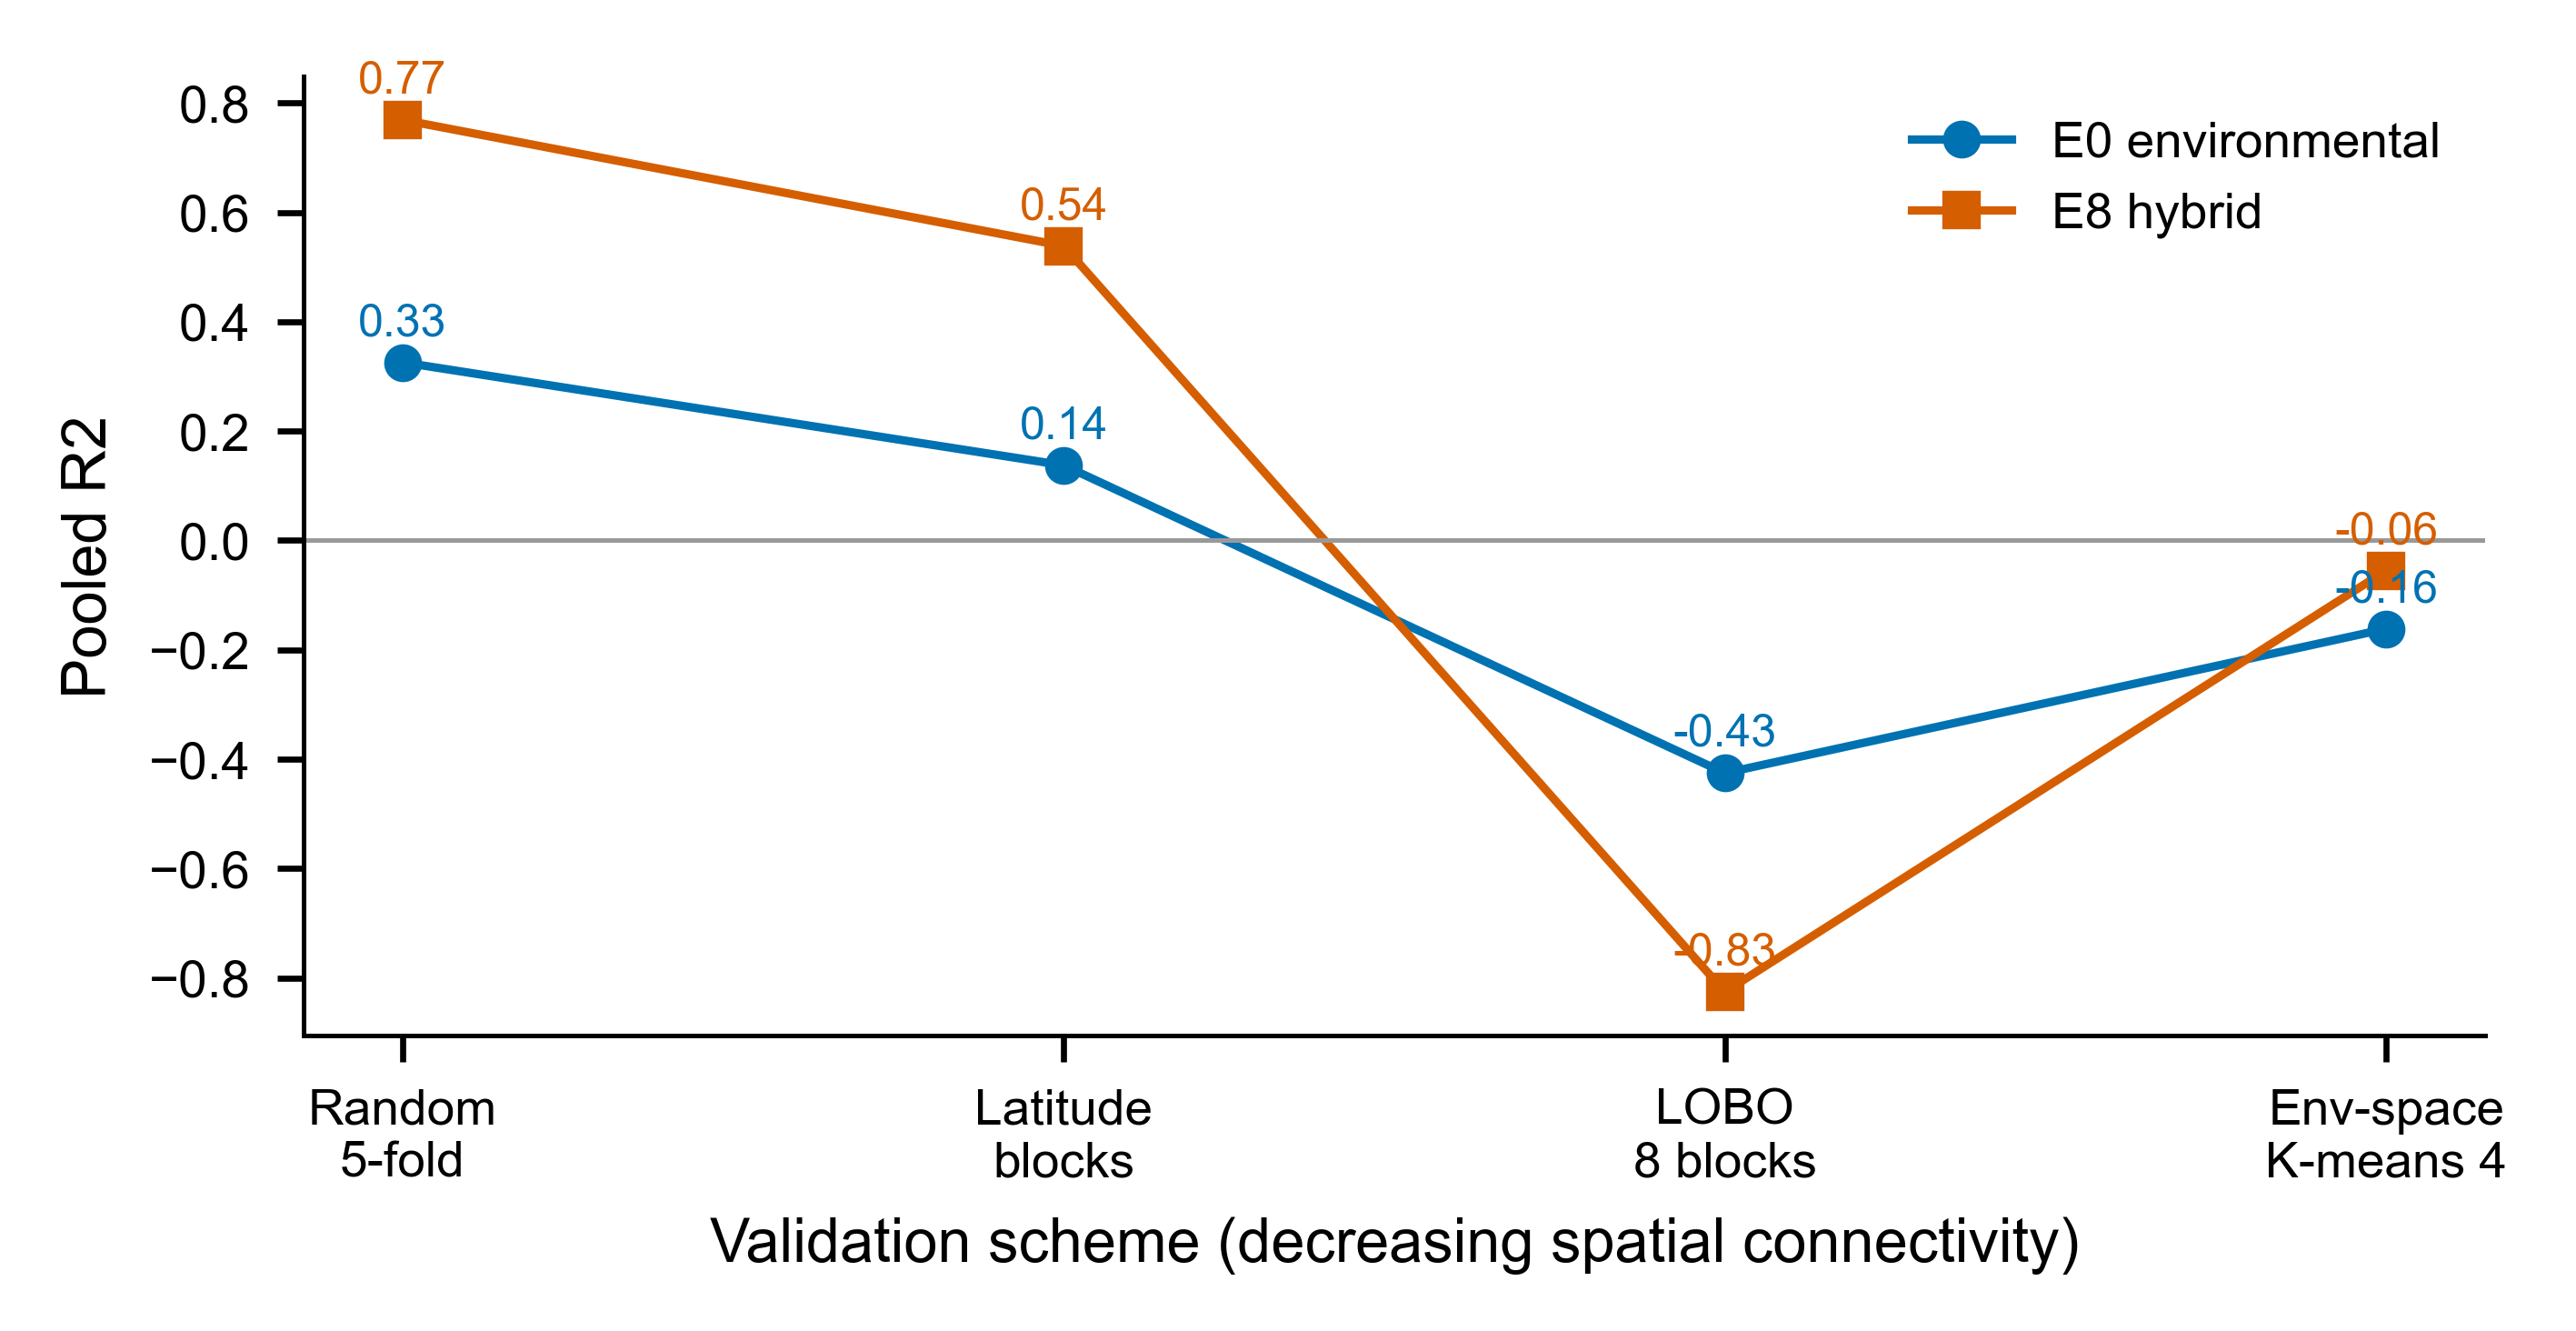 0.77
0.8
E0 environmental
0.6
0.54
E8 hybrid
0.4
0.33
0.2
0.14
0.0
-0.06
-0.16
−0.2
−0.4
-0.43
−0.6
−0.8
-0.83
Pooled R2
Random
5-fold
Latitude
blocks
LOBO
8 blocks
Env-space
K-means 4
Validation scheme (decreasing spatial connectivity)